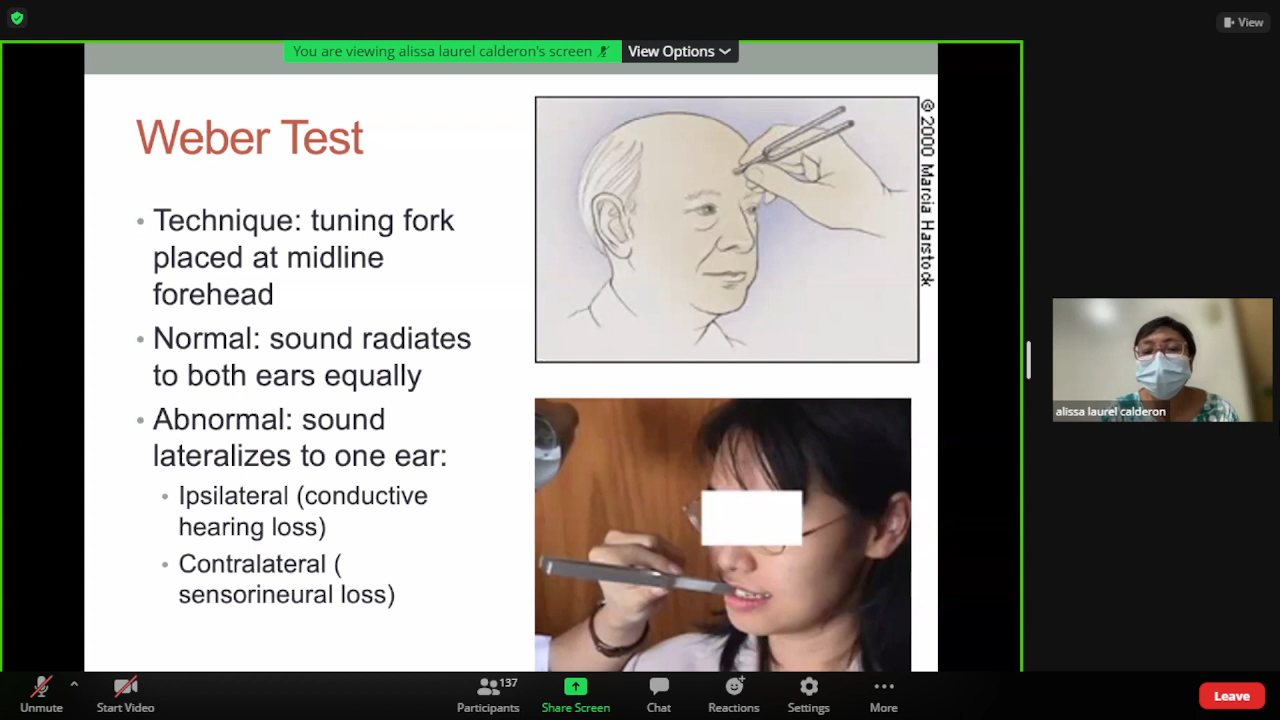 View
You are viewing alissa laurel calderon's screen
View Options
Weber Test
• Technique: tuning fork
placed at midline
forehead
• Normal: sound radiates
to both ears equally
• Abnormal: sound
lateralizes to one ear:
• Ipsilateral (conductive
hearing loss)
• Contralateral (
sensorineural loss)
© 2000 Marcia Harstock
alissa laurel calderon
Unmute
Start Video
137
Participants
Share Screen
Chat
Reactions
Settings
More
Leave